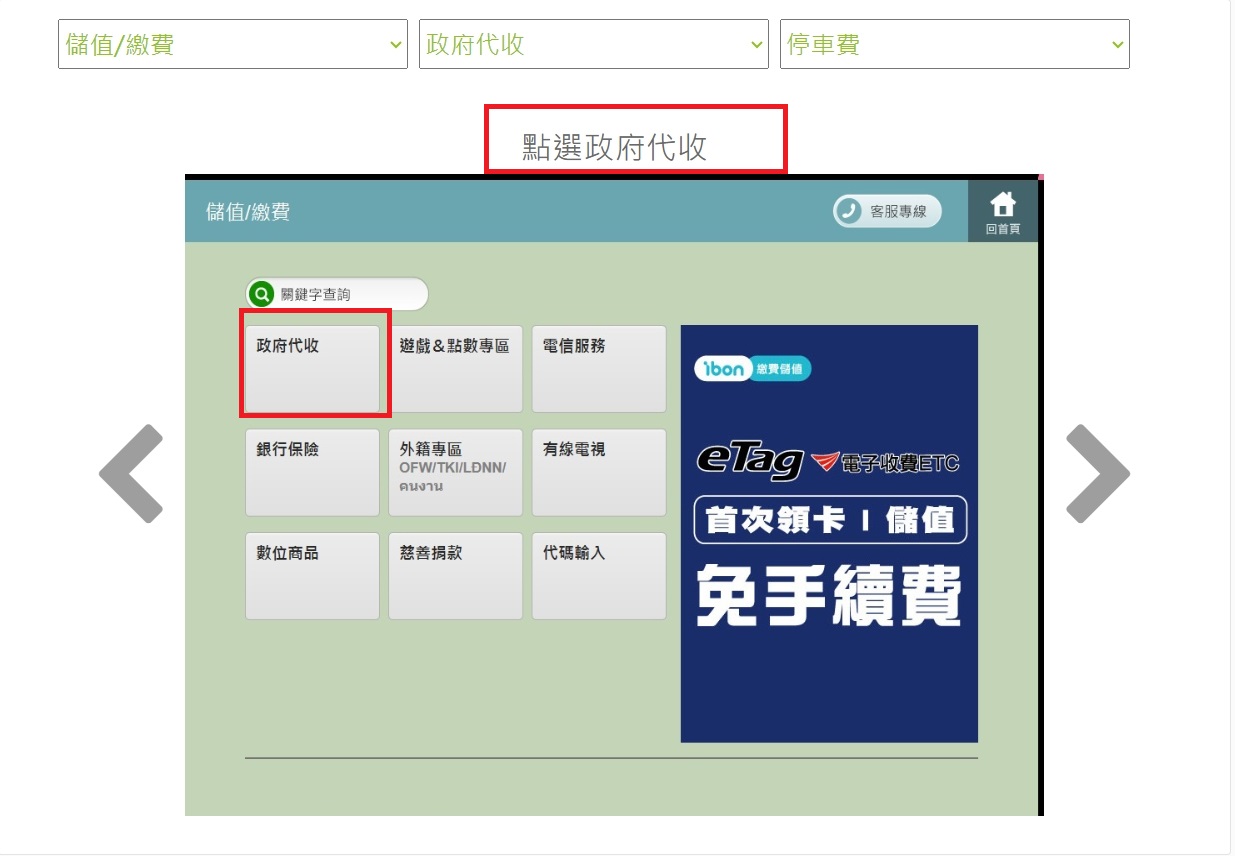 儲值/繳費
政府代收
停車費
點選政府代收
儲值/繳費
客服專線
回首頁
關鍵字查詢
政府代收
遊戲&點數專區
電信服務
銀行保險
外籍專區
OFW/TKI/LĐNN/
คนงาน
有線電視
數位商品
慈善捐款
代碼輸入
ibon 繳費儲值
eTag 電子收費ETC
首次領卡 | 儲值
免手續費